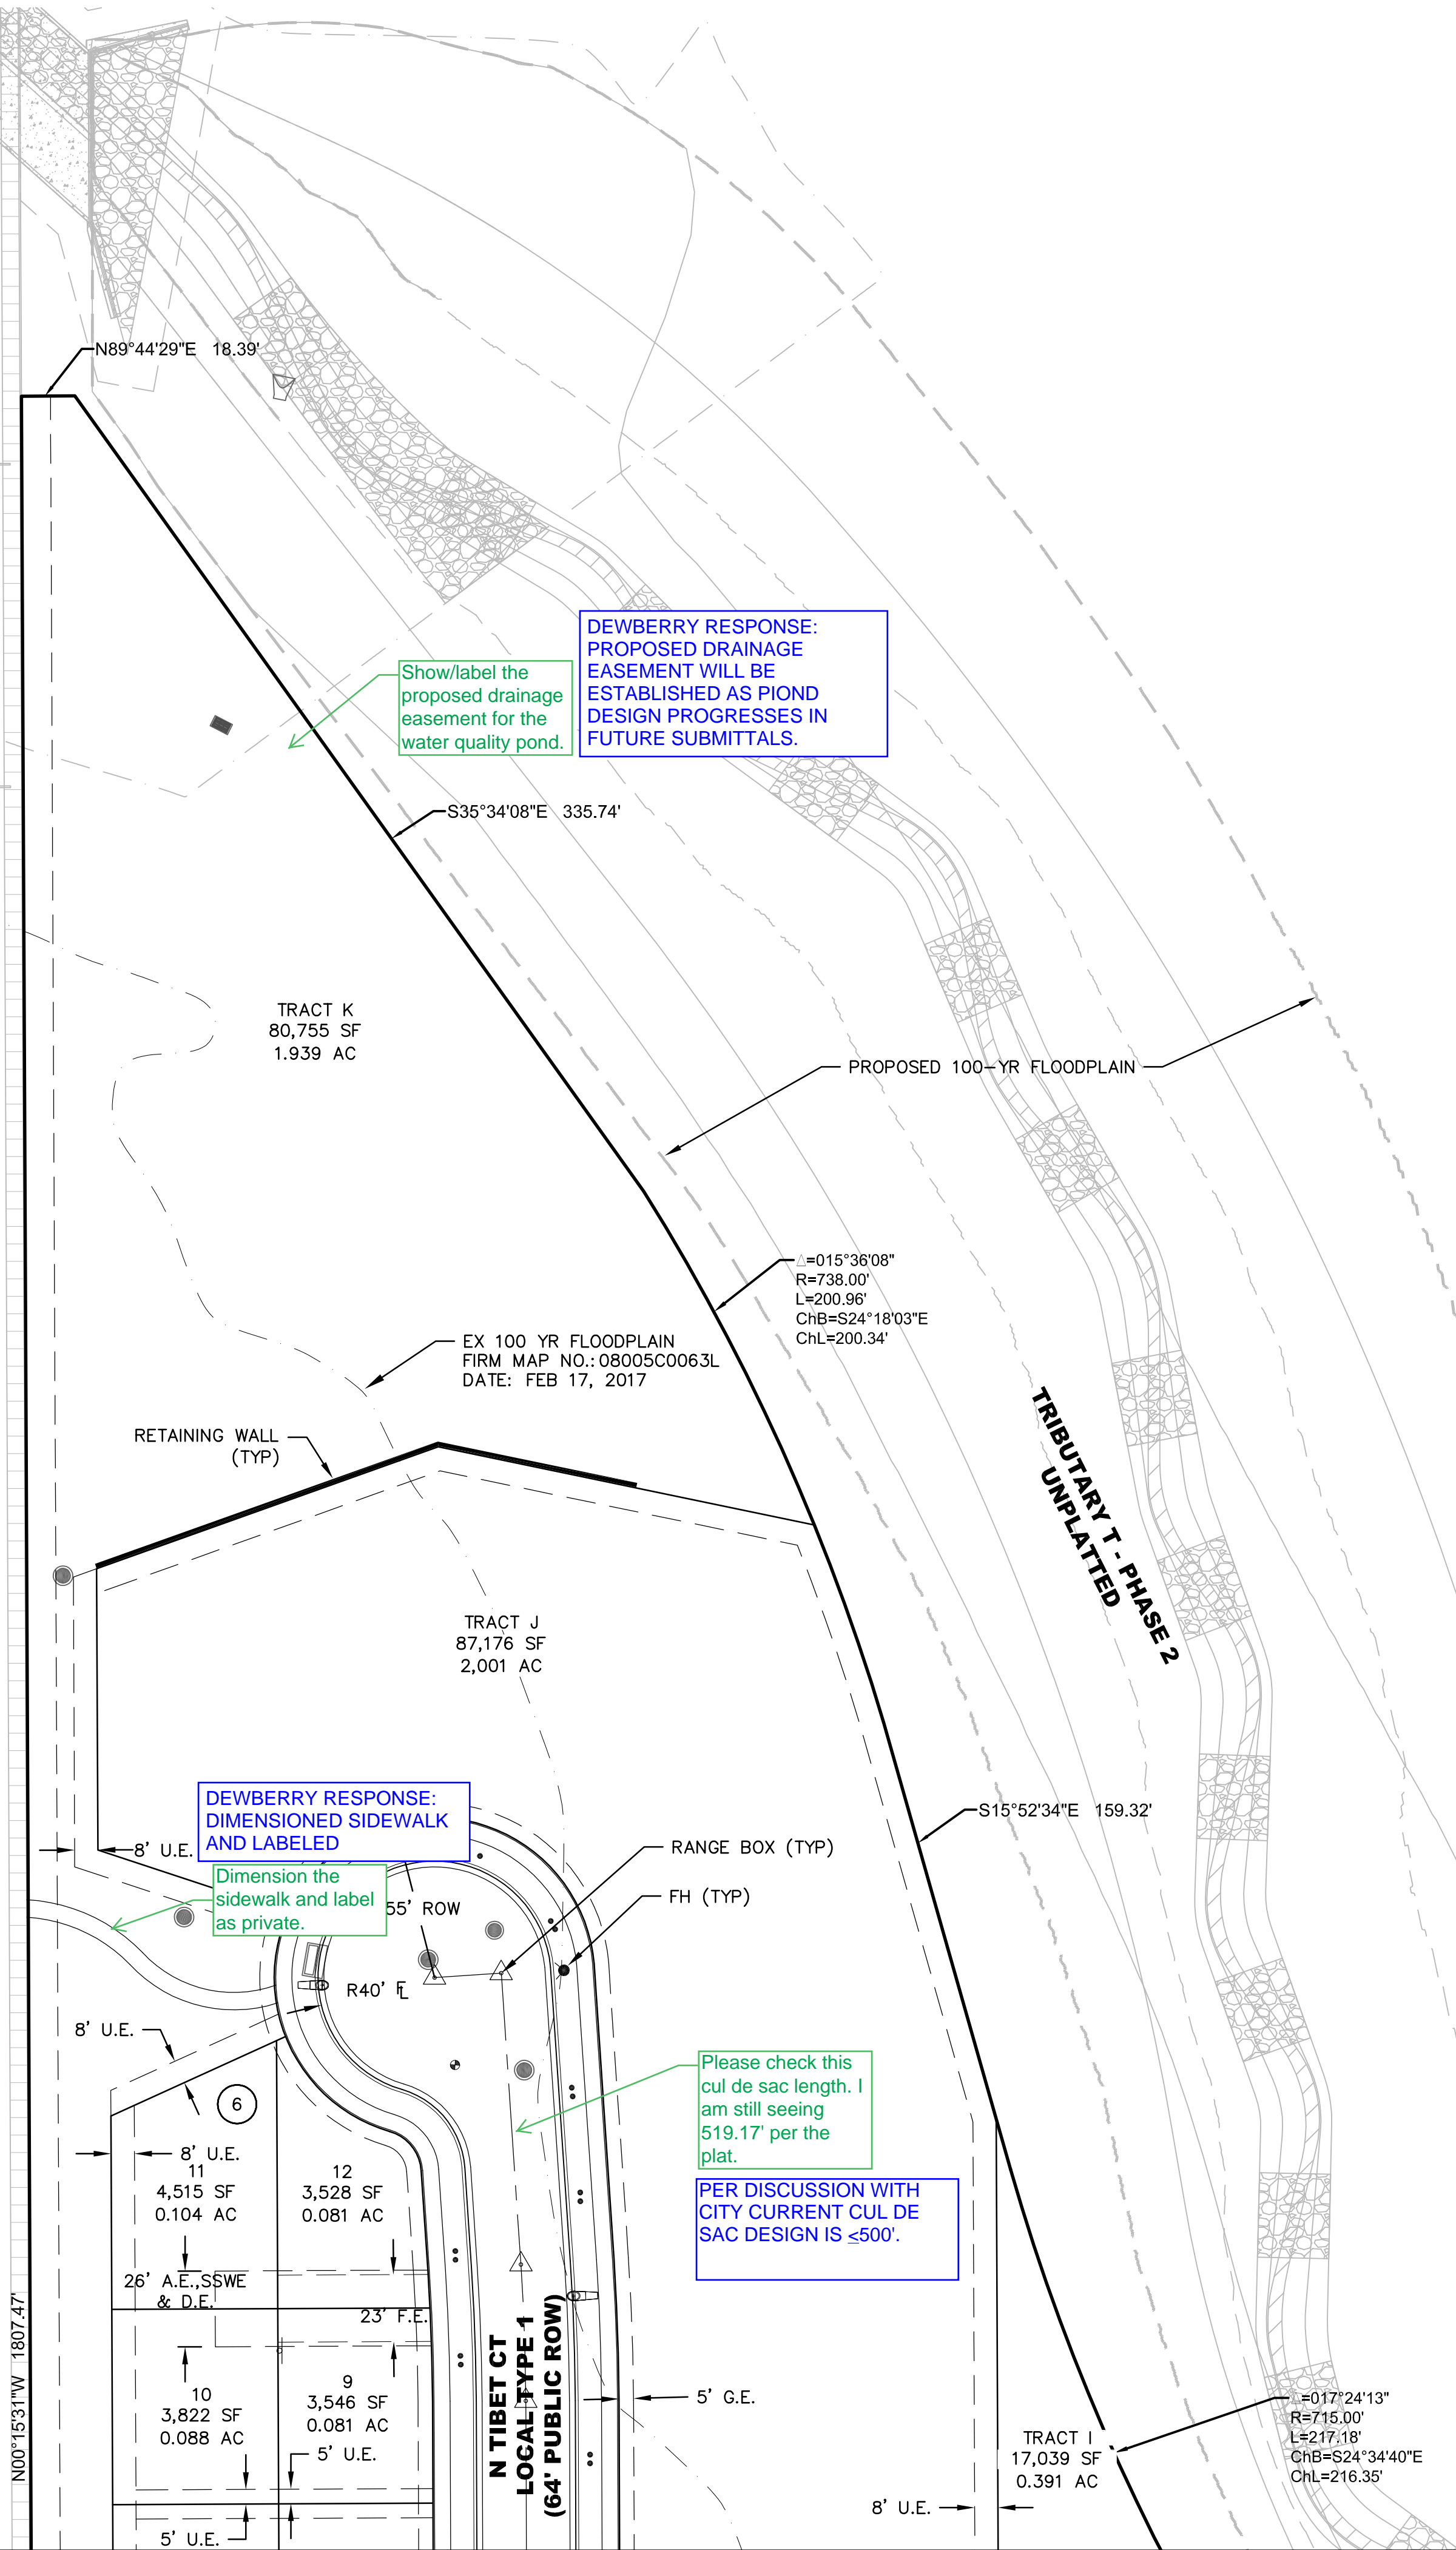 N89°44'29"E 18.39'
DEWBERRY RESPONSE:
PROPOSED DRAINAGE
EASEMENT WILL BE
ESTABLISHED AS PIOND
DESIGN PROGRESSES IN
FUTURE SUBMITTALS.
Show/label the
proposed drainage
easement for the
water quality pond.
S35°34'08"E 335.74'
TRACT K
80,755 SF
1.939 AC
PROPOSED 100-YR FLOODPLAIN
△=015°36'08"
R=738.00'
L=200.96'
ChB=S24°18'03"E
ChL=200.34'
EX 100 YR FLOODPLAIN
FIRM MAP NO.: 08005C0063L
DATE: FEB 17, 2017
RETAINING WALL
(TYP)
TRIBUTARY T - PHASE 2
UNPLATTED
TRACT J
87,176 SF
2,001 AC
DEWBERRY RESPONSE:
DIMENSIONED SIDEWALK
AND LABELED
S15°52'34"E 159.32'
8' U.E.
RANGE BOX (TYP)
Dimension the
sidewalk and label
as private.
55' ROW
FH (TYP)
R40' FL
8' U.E.
Please check this
cul de sac length. I
am still seeing
519.17' per the
plat.
6
8' U.E.
11
4,515 SF
0.104 AC
12
3,528 SF
0.081 AC
PER DISCUSSION WITH
CITY CURRENT CUL DE
SAC DESIGN IS ≤500'.
26' A.E.,SSWE
& D.E.
23' F.E.
N00°15'31"W 1807.47'
N TIBET CT
LOCAL TYPE 1
(64' PUBLIC ROW)
10
3,822 SF
0.088 AC
9
3,546 SF
0.081 AC
5' G.E.
△=017°24'13"
R=715.00'
L=217.18'
ChB=S24°34'40"E
ChL=216.35'
TRACT I
17,039 SF
0.391 AC
5' U.E.
8' U.E.
5' U.E.